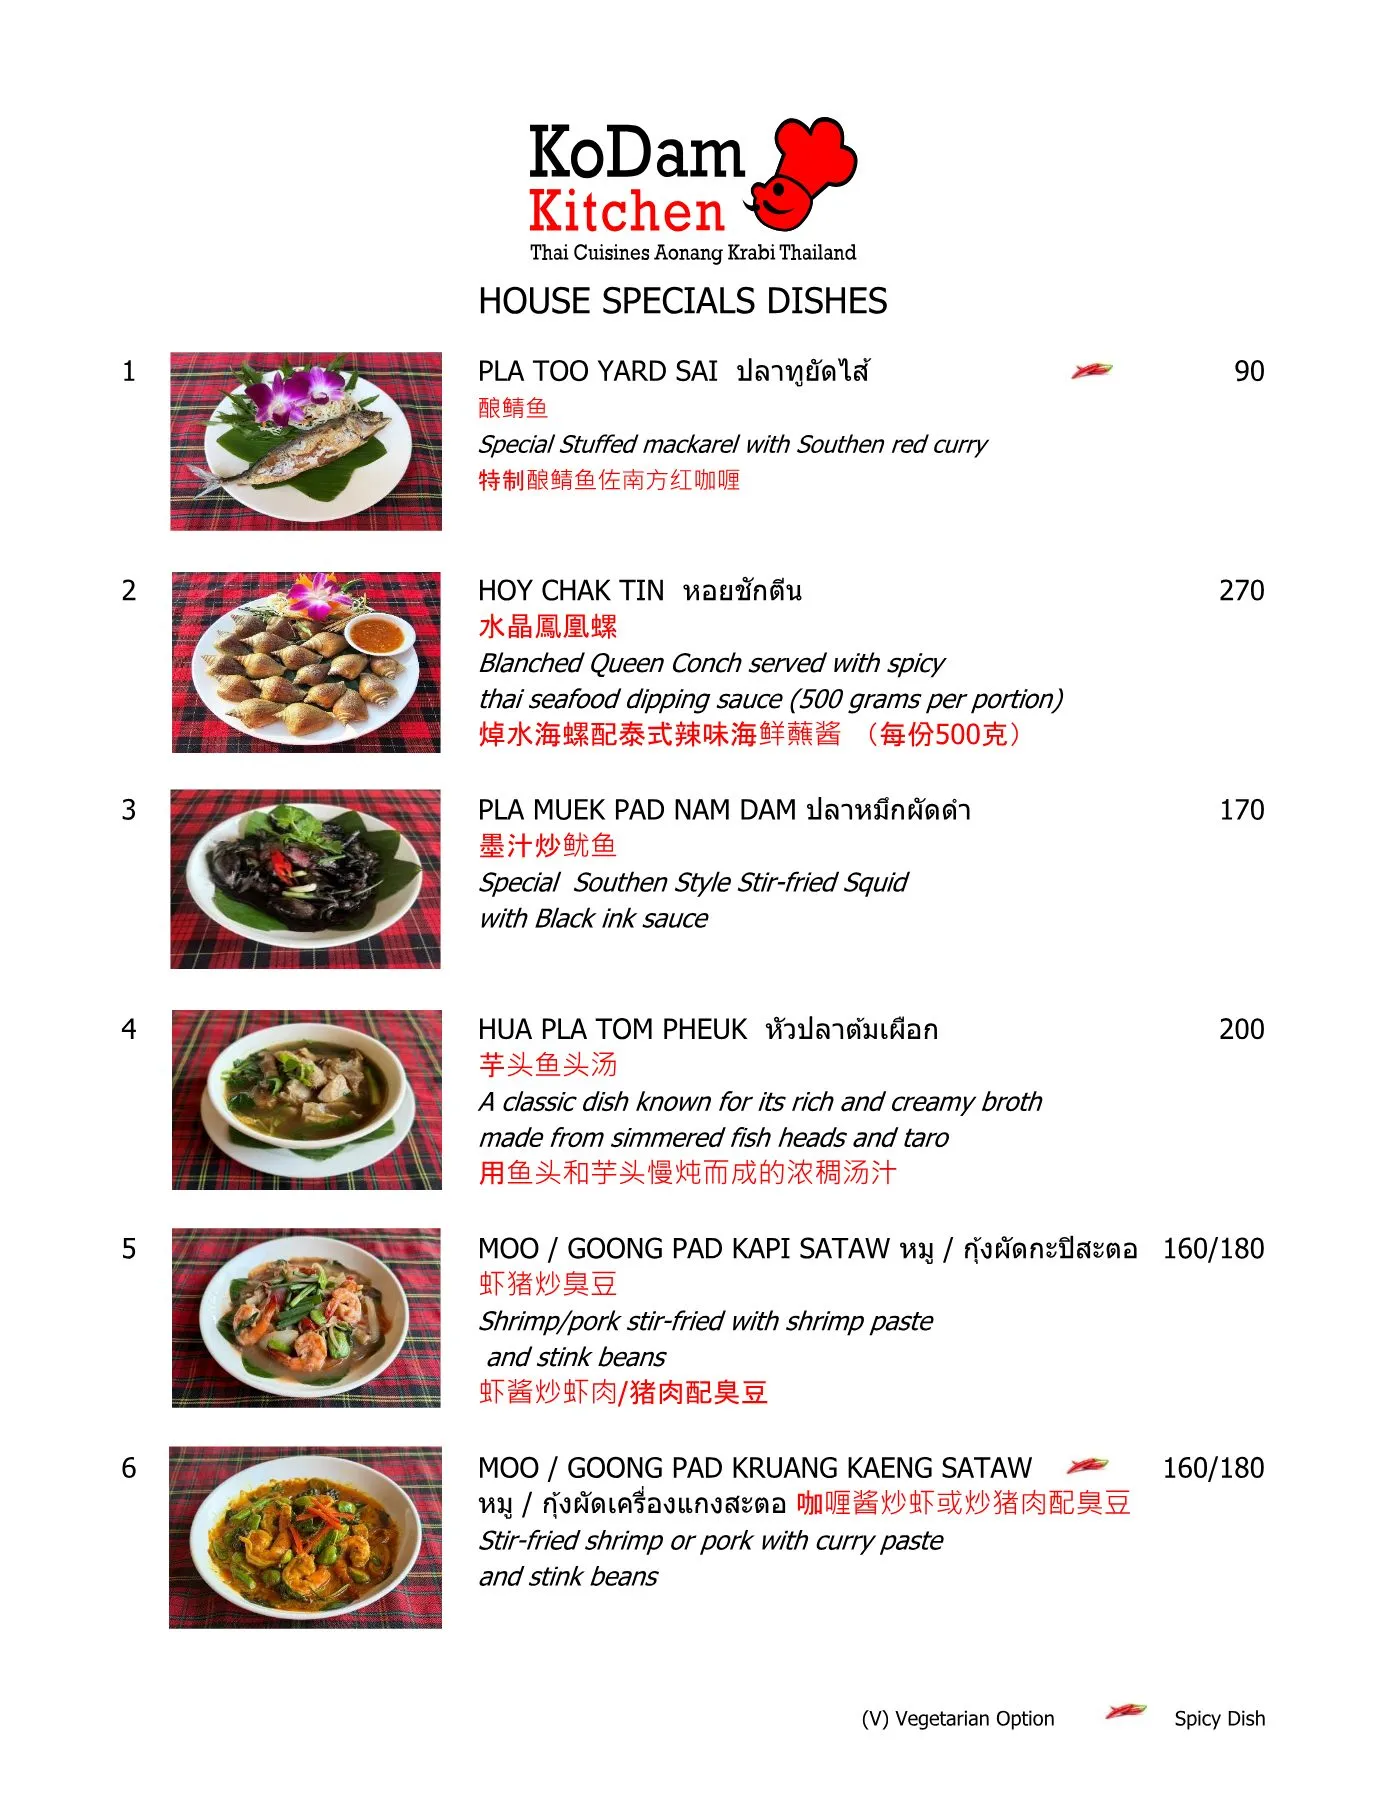 KoDam
Kitchen
Thai Cuisines Aonang Krabi Thailand
HOUSE SPECIALS DISHES
1 PLA TOO YARD SAI ปลาทูยัดไส้ 90
酿鲭鱼
Special Stuffed mackarel with Southen red curry
特制酿鲭鱼佐南方红咖喱
2 HOY CHAK TIN หอยชักตีน 270
水晶鳳凰螺
Blanched Queen Conch served with spicy
thai seafood dipping sauce (500 grams per portion)
焯水海螺配泰式辣味海鲜蘸酱 （每份500克）
3 PLA MUEK PAD NAM DAM ปลาหมึกผัดดำ 170
墨汁炒鱿鱼
Special Southen Style Stir-fried Squid
with Black ink sauce
4 HUA PLA TOM PHEUK หัวปลาต้มเผือก 200
芋头鱼头汤
A classic dish known for its rich and creamy broth
made from simmered fish heads and taro
用鱼头和芋头慢炖而成的浓稠汤汁
5 MOO / GOONG PAD KAPI SATAW หมู / กุ้งผัดกะปิสะตอ 160/180
虾猪炒臭豆
Shrimp/pork stir-fried with shrimp paste
and stink beans
虾酱炒虾肉/猪肉配臭豆
6 MOO / GOONG PAD KRUANG KAENG SATAW 160/180
หมู / กุ้งผัดเครื่องแกงสะตอ 咖喱酱炒虾或炒猪肉配臭豆
Stir-fried shrimp or pork with curry paste
and stink beans
(V) Vegetarian Option Spicy Dish